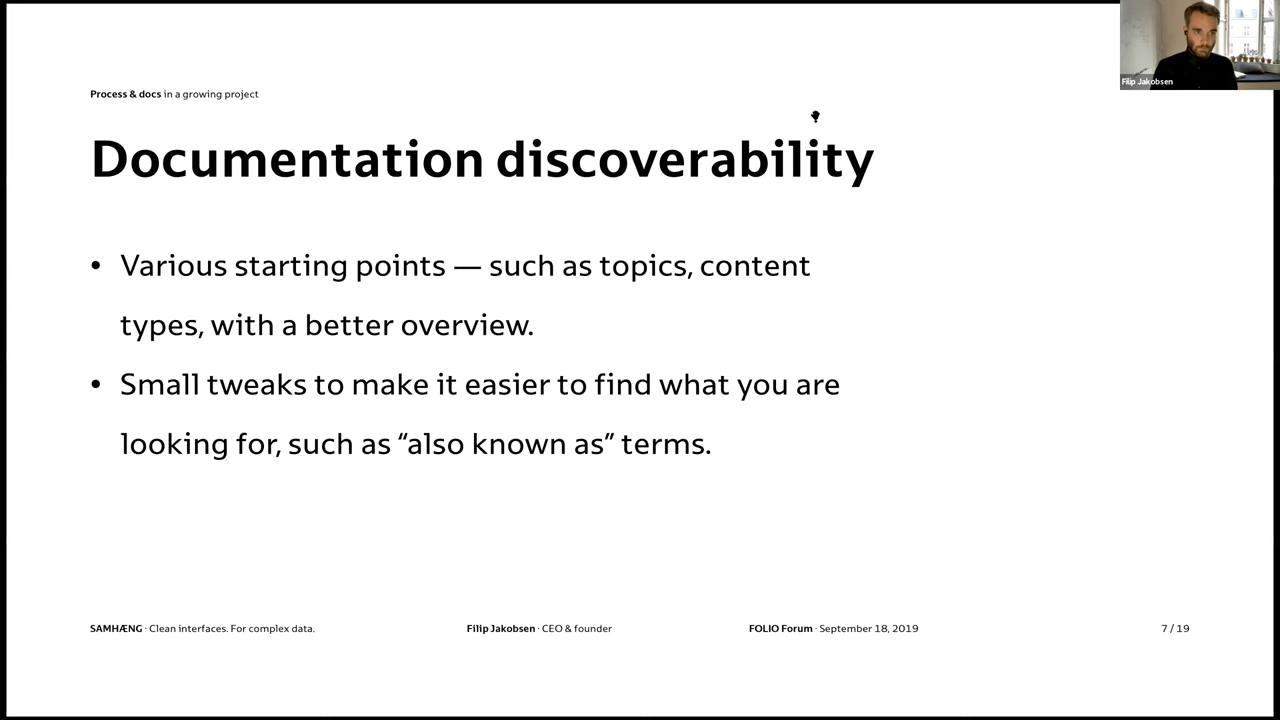 Filip Jakobsen
Process & docs in a growing project
Documentation discoverability
• Various starting points — such as topics, content
types, with a better overview.
• Small tweaks to make it easier to find what you are
looking for, such as “also known as” terms.
SAMHÆNG · Clean interfaces. For complex data.
Filip Jakobsen · CEO & founder
FOLIO Forum · September 18, 2019
7 / 19